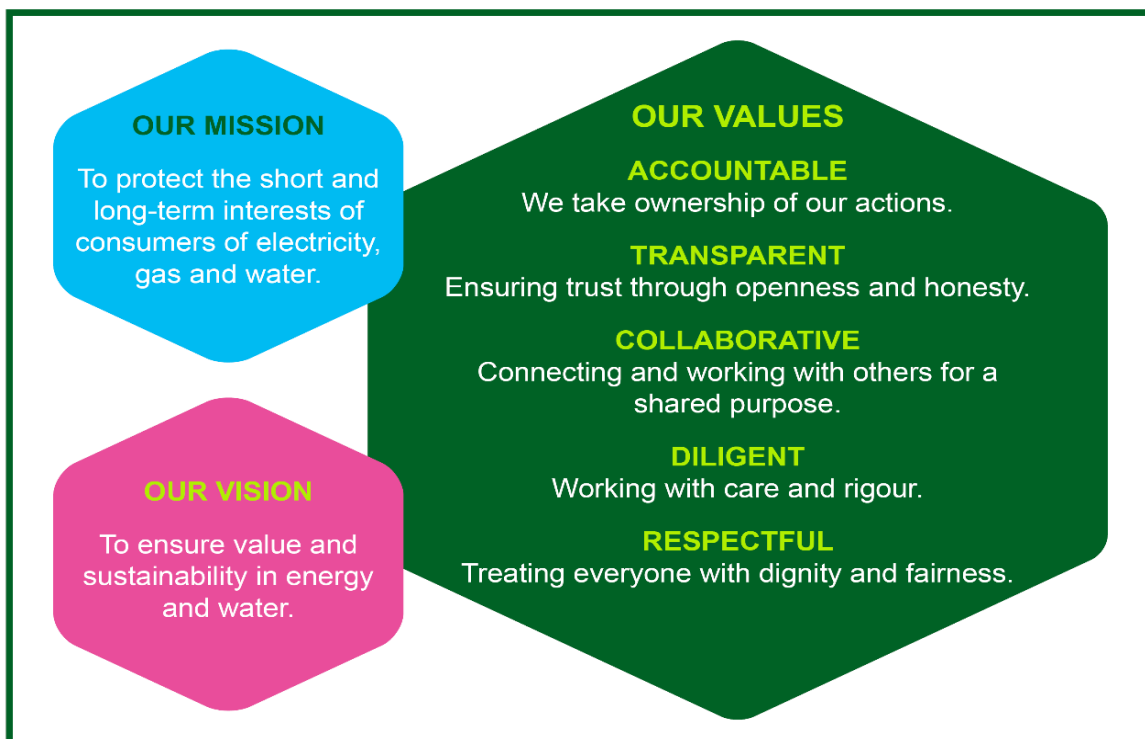 OUR MISSION
To protect the short and
long-term interests of
consumers of electricity,
gas and water.
OUR VISION
To ensure value and
sustainability in energy
and water.
OUR VALUES
ACCOUNTABLE
We take ownership of our actions.
TRANSPARENT
Ensuring trust through openness and honesty.
COLLABORATIVE
Connecting and working with others for a
shared purpose.
DILIGENT
Working with care and rigour.
RESPECTFUL
Treating everyone with dignity and fairness.